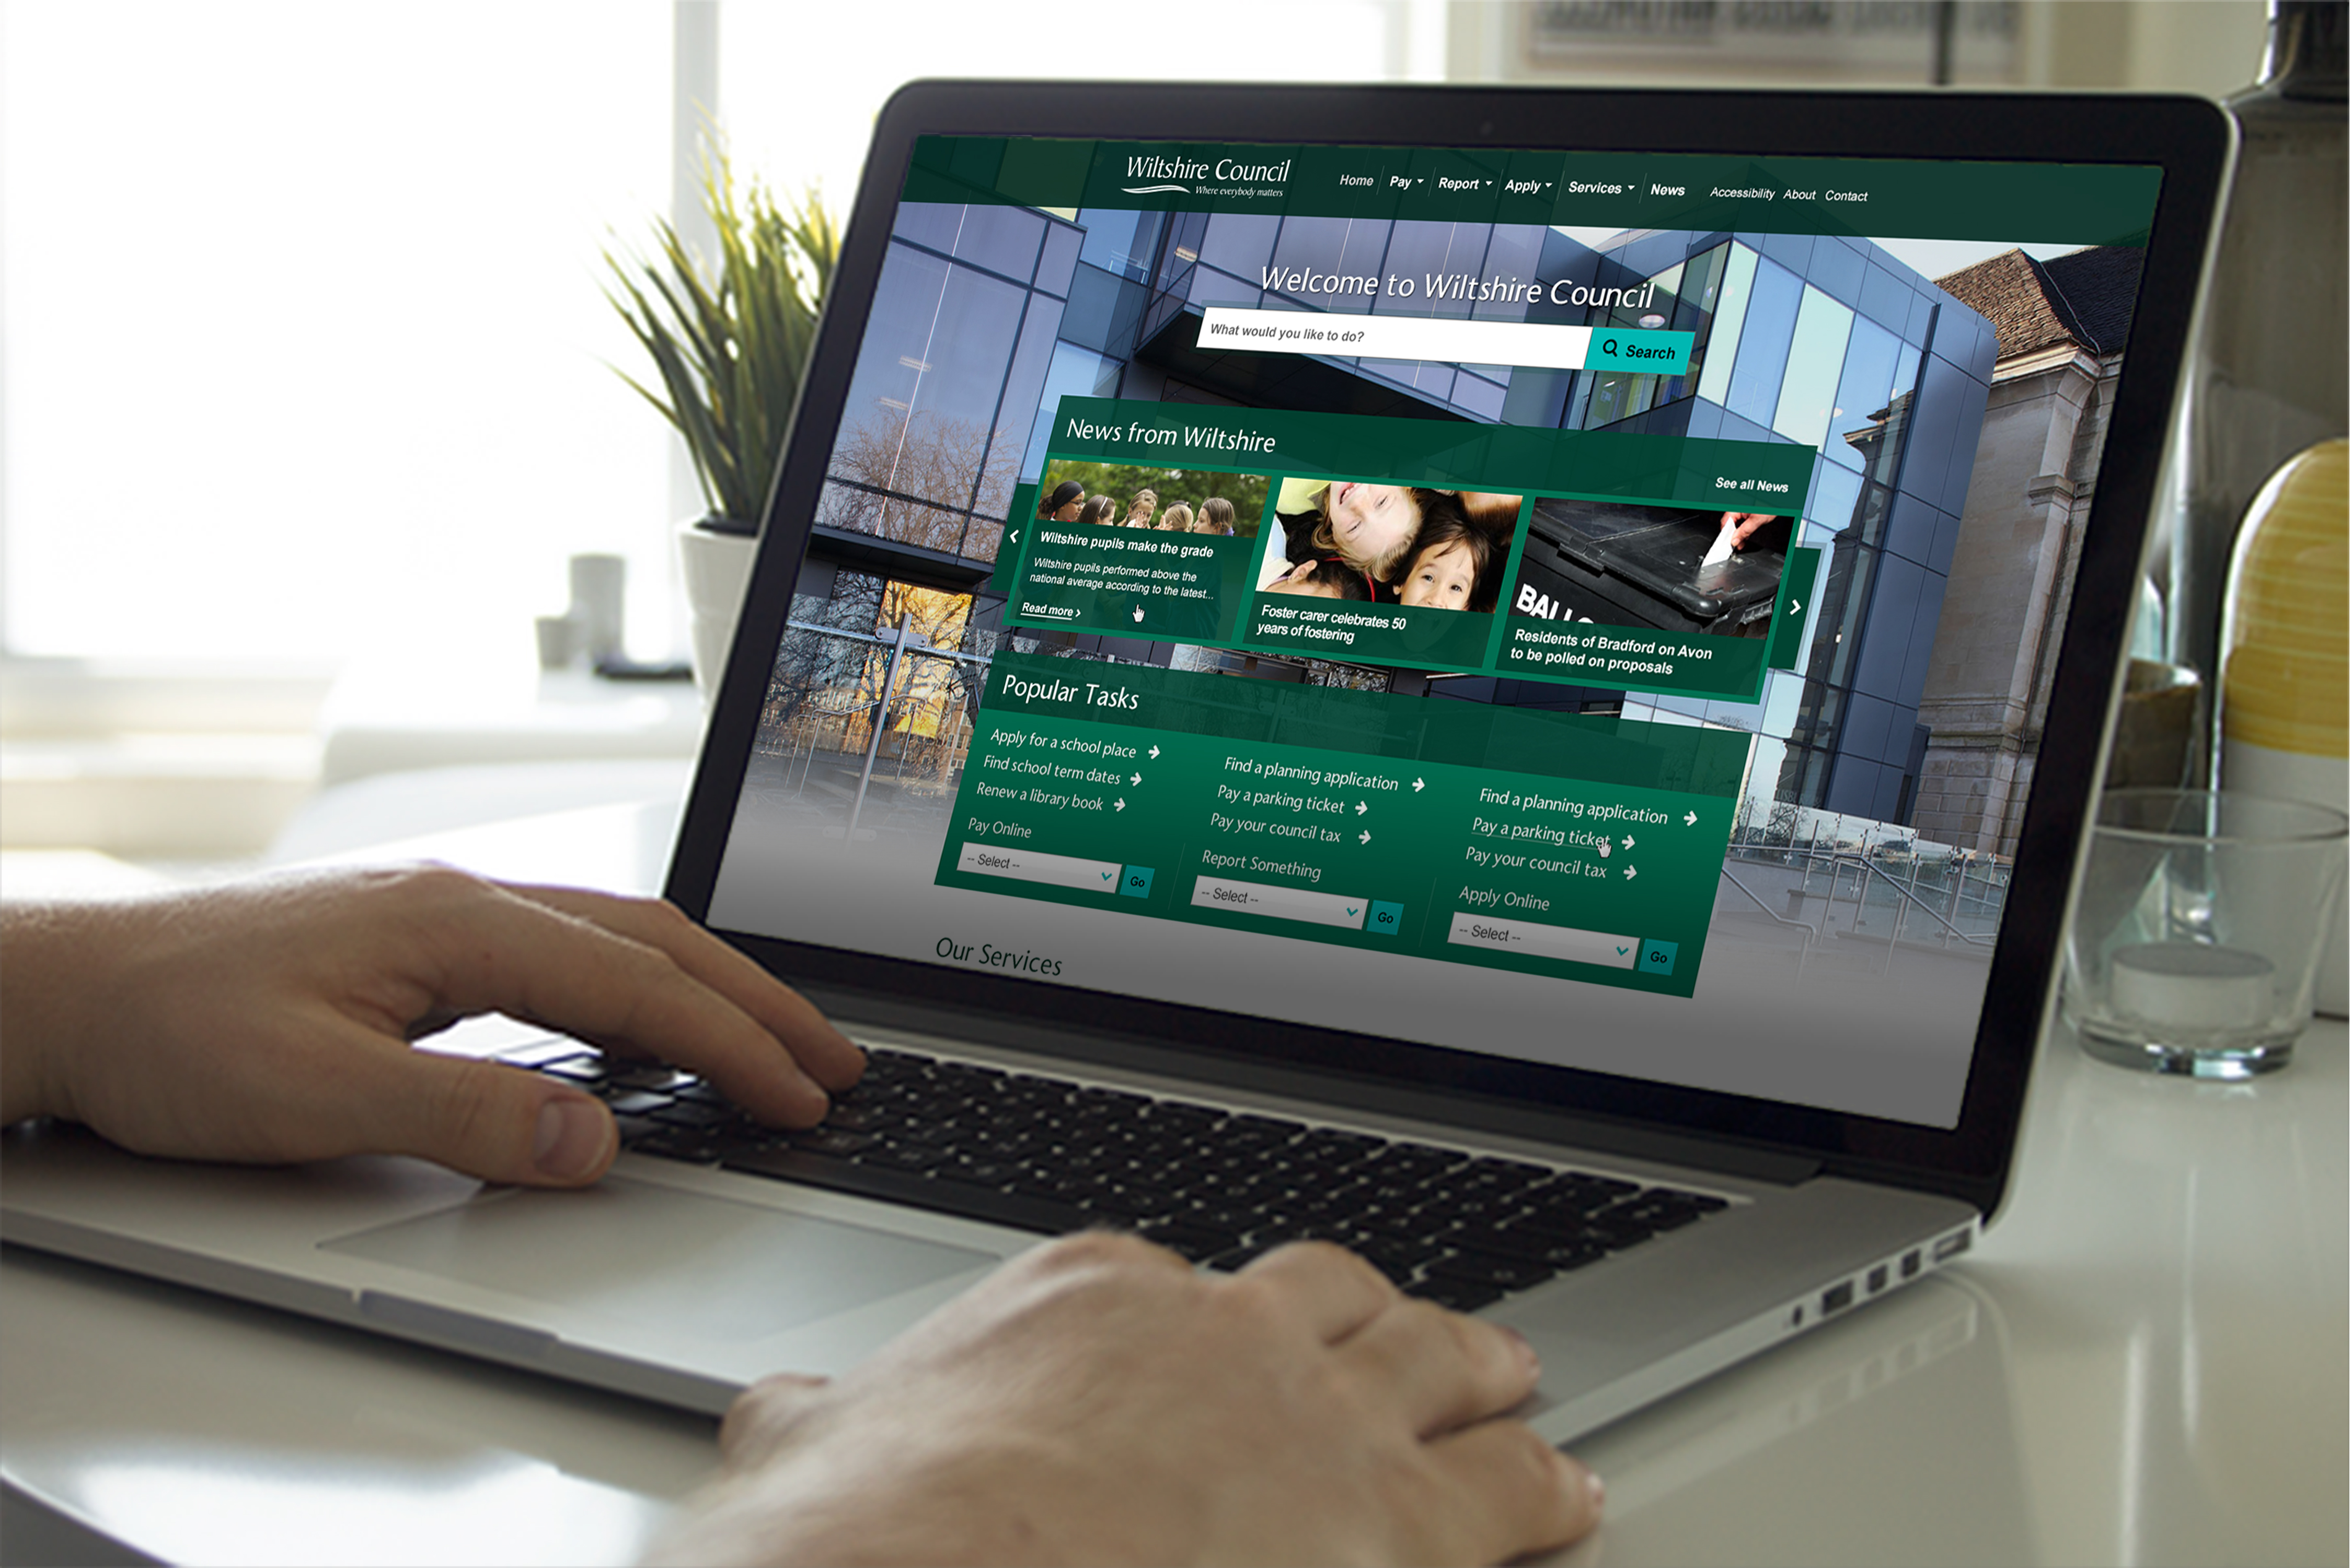 Wiltshire Council
Where everybody matters
Home Pay Report Apply Services News Accessibility About Contact
Welcome to Wiltshire Council
What would you like to do?
Search
News from Wiltshire
See all News
Wiltshire pupils make the grade
Wiltshire pupils performed above the
national average according to the latest...
Read more
Foster carer celebrates 50
years of fostering
Residents of Bradford on Avon
to be polled on proposals
Popular Tasks
Apply for a school place
Find school term dates
Renew a library book
Pay Online
-- Select --
Go
Find a planning application
Pay a parking ticket
Pay your council tax
Report Something
-- Select --
Go
Find a planning application
Pay a parking ticket
Pay your council tax
Apply Online
-- Select --
Go
Our Services